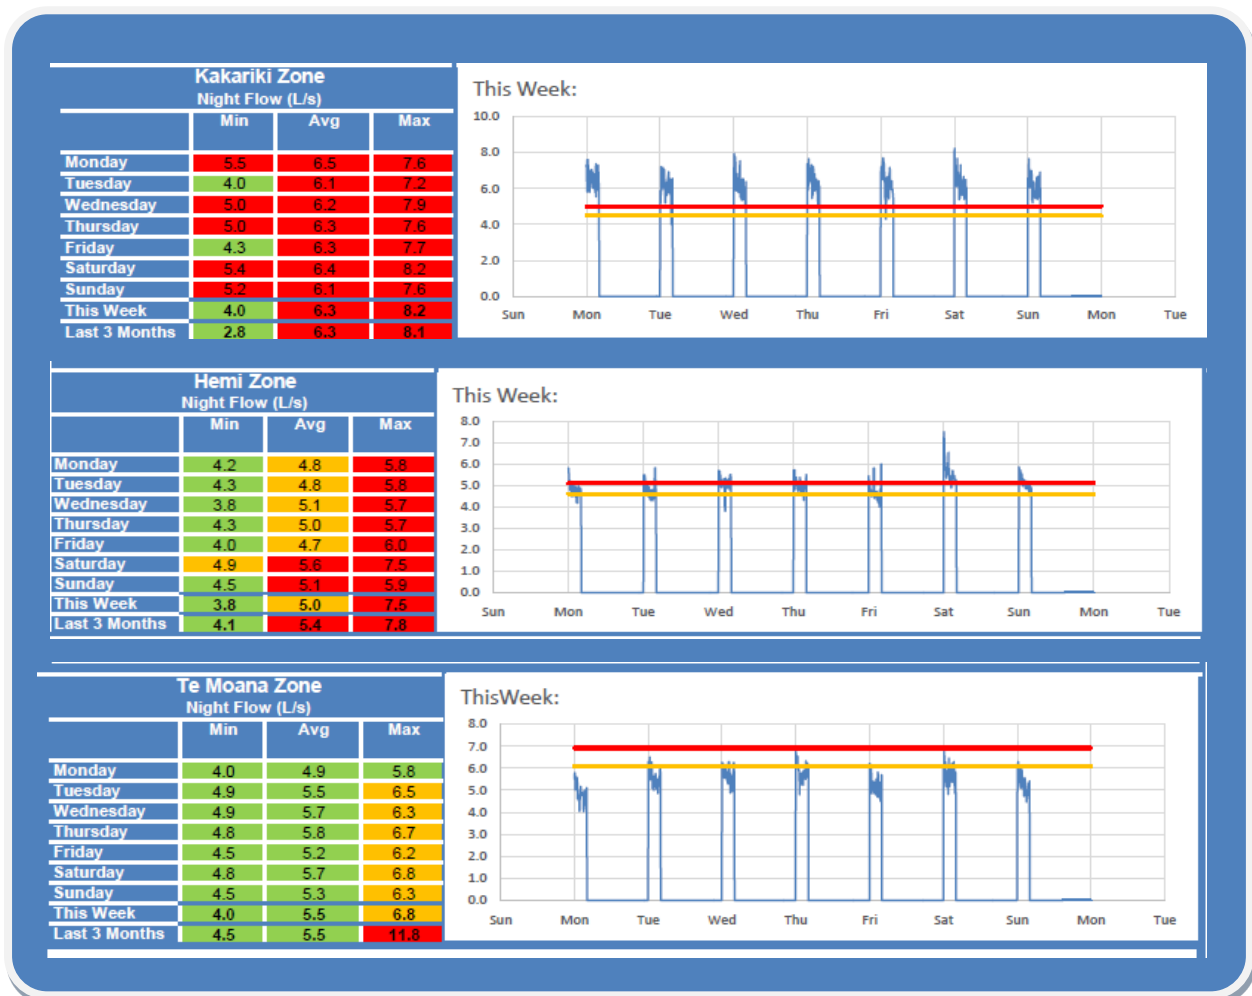 Kakariki Zone
Night Flow (L/s)
Min Avg Max
Monday 5.5 6.5 7.6
Tuesday 4.0 6.1 7.2
Wednesday 5.0 6.2 7.9
Thursday 5.0 6.3 7.6
Friday 4.3 6.3 7.7
Saturday 5.4 6.4 8.2
Sunday 5.2 6.1 7.6
This Week 4.0 6.3 8.2
Last 3 Months 2.8 6.3 8.1
This Week:
10.0
8.0
6.0
4.0
2.0
0.0
Sun Mon Tue Wed Thu Fri Sat Sun Mon Tue
Hemi Zone
Night Flow (L/s)
Min Avg Max
Monday 4.2 4.8 5.8
Tuesday 4.3 4.8 5.8
Wednesday 3.8 5.1 5.7
Thursday 4.3 5.0 5.7
Friday 4.0 4.7 6.0
Saturday 4.9 5.6 7.5
Sunday 4.5 5.1 5.9
This Week 3.8 5.0 7.5
Last 3 Months 4.1 5.4 7.8
This Week:
8.0
7.0
6.0
5.0
4.0
3.0
2.0
1.0
0.0
Sun Mon Tue Wed Thu Fri Sat Sun Mon Tue
Te Moana Zone
Night Flow (L/s)
Min Avg Max
Monday 4.0 4.9 5.8
Tuesday 4.9 5.5 6.5
Wednesday 4.9 5.7 6.3
Thursday 4.8 5.8 6.7
Friday 4.5 5.2 6.2
Saturday 4.8 5.7 6.8
Sunday 4.5 5.3 6.3
This Week 4.0 5.5 6.8
Last 3 Months 4.5 5.5 11.8
ThisWeek:
8.0
7.0
6.0
5.0
4.0
3.0
2.0
1.0
0.0
Sun Mon Tue Wed Thu Fri Sat Sun Mon Tue